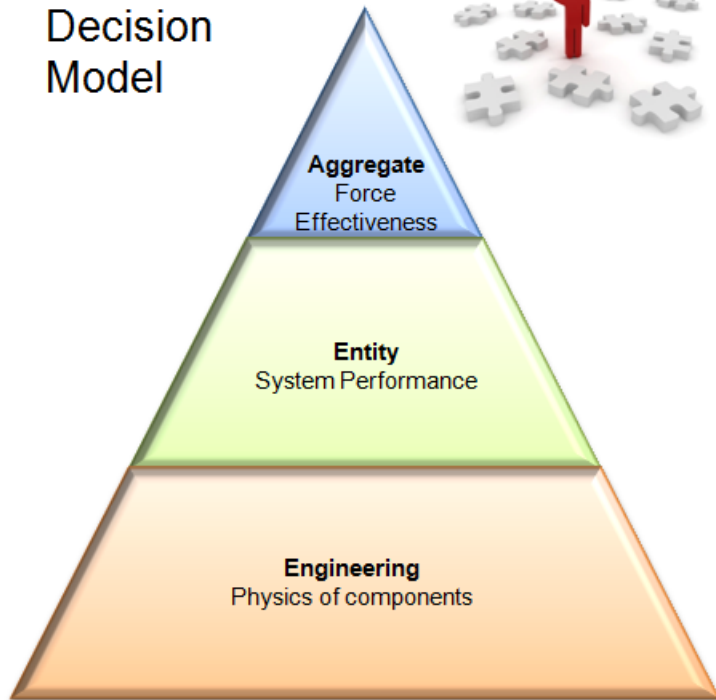 Decision
Model
Aggregate
Force
Effectiveness
Entity
System Performance
Engineering
Physics of components